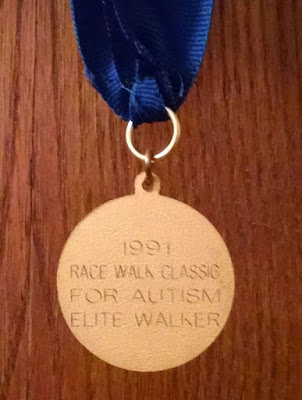 1991
RACE WALK CLASSIC
FOR AUTISM
ELITE WALKER